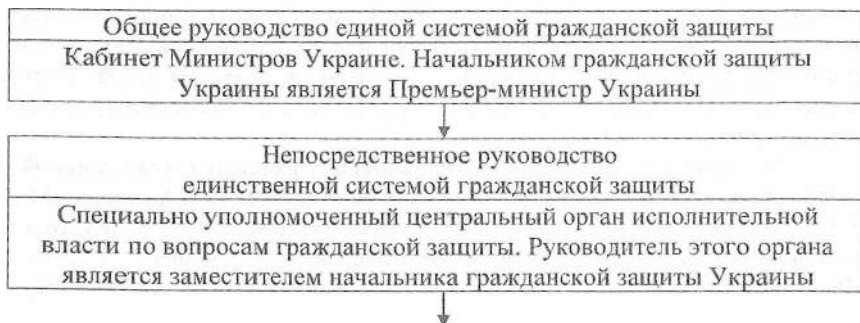 Общее руководство единой системой гражданской защиты
Кабинет Министров Украине. Начальником гражданской защиты
Украины является Премьер-министр Украины
Непосредственное руководство
единственной системой гражданской защиты
Специально уполномоченный центральный орган исполнительной
власти по вопросам гражданской защиты. Руководитель этого органа
является заместителем начальника гражданской защиты Украины